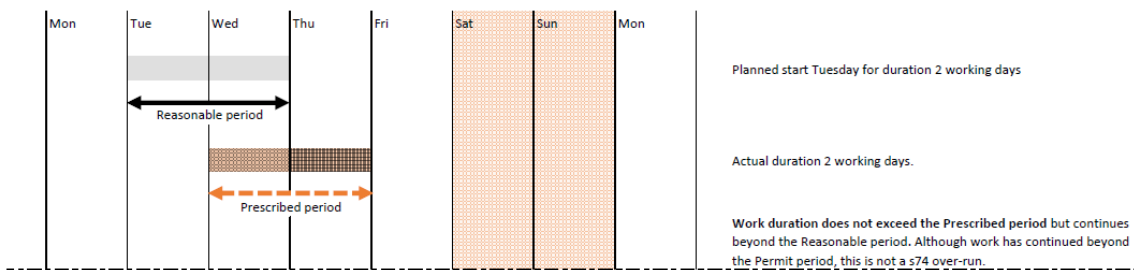 Mon Tue Wed Thu Fri Sat Sun Mon
Planned start Tuesday for duration 2 working days
Reasonable period
Actual duration 2 working days.
Prescribed period
Work duration does not exceed the Prescribed period but continues
beyond the Reasonable period. Although work has continued beyond
the Permit period, this is not a s74 over-run.